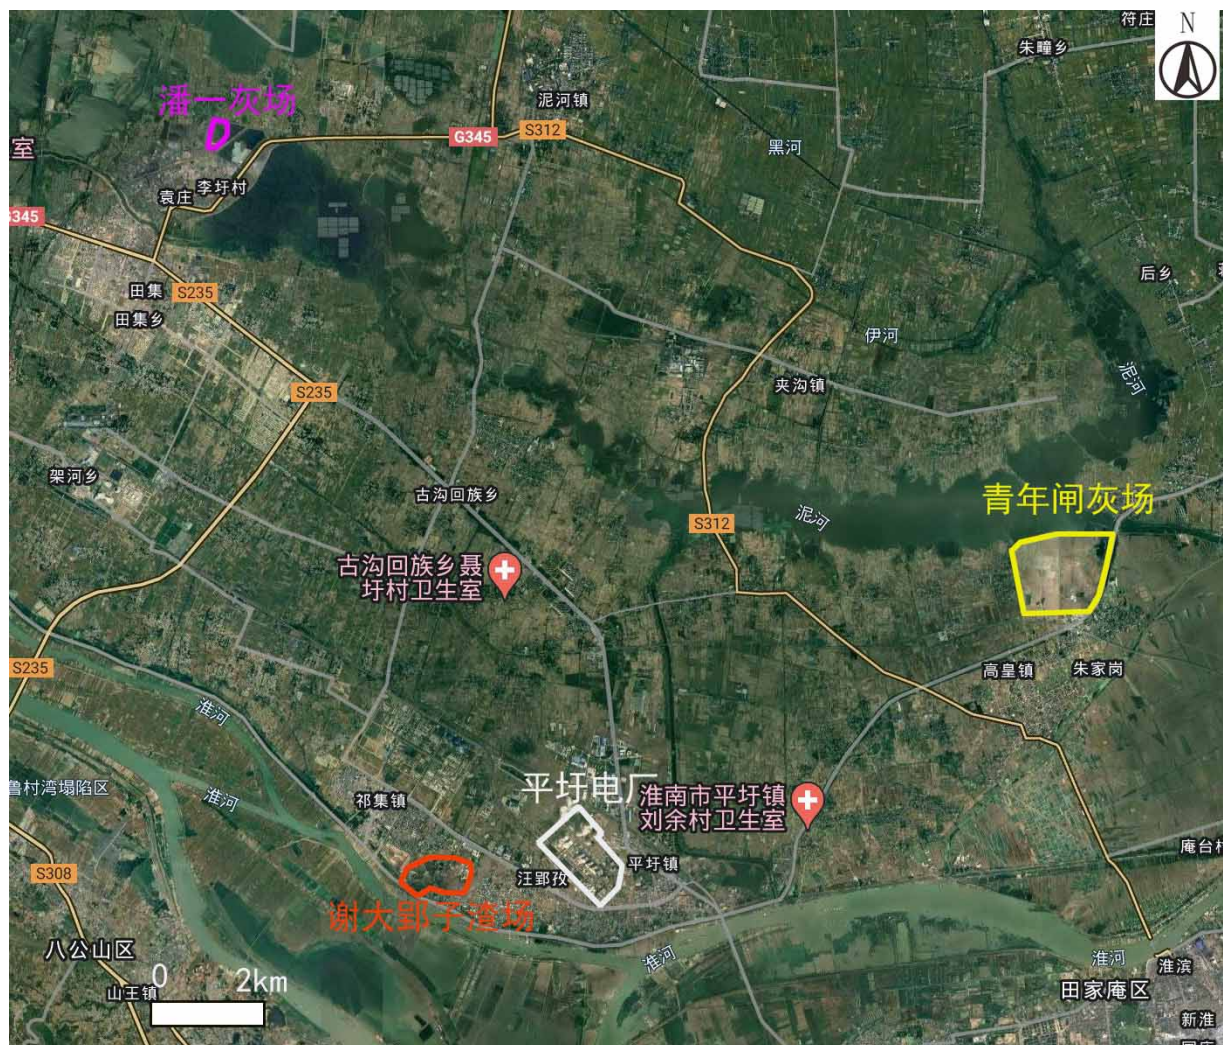 符庄
N
朱疃乡
潘一灰场
泥河镇
G345
S312
室
黑河
李圩村
袁庄
G345
后乡
田集
S235
田集乡
伊河
泥河
夹沟镇
S235
架河乡
古沟回族乡
青年闸灰场
泥河
S312
古沟回族乡聂
圩村卫生室
S235
高皇镇
朱家岗
淮河
鲁村湾塌陷区
淮河
平圩电厂
淮南市平圩镇
刘余村卫生室
祁集镇
S308
汪郢孜
平圩镇
庵台村
谢大郢子渣场
八公山区
淮河
淮河
淮滨
0
2km
山王镇
田家庵区
新淮